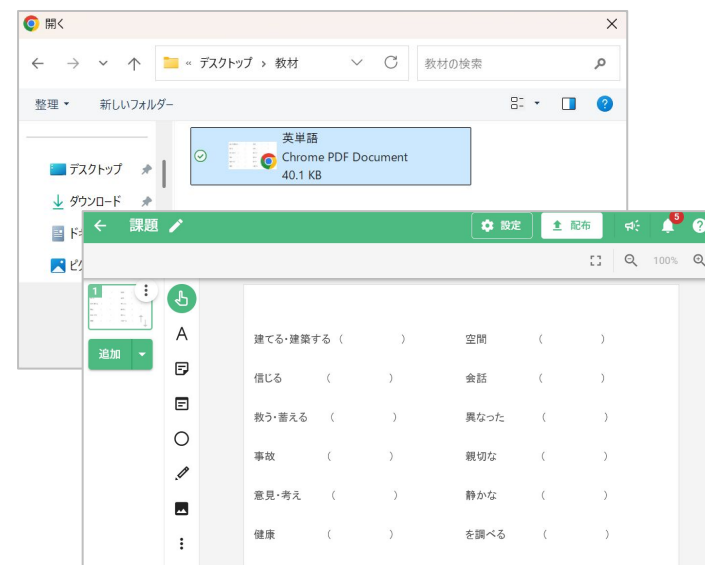 開く
« デスクトップ › 教材
教材の検索
整理
新しいフォルダー
英単語
Chrome PDF Document
40.1 KB
デスクトップ
ダウンロード
課題
設定
配布
5
100%
1
追加
A
建てる・建築する ( ) 空間 ( )
信じる ( ) 会話 ( )
救う・蓄える ( ) 異なった ( )
事故 ( ) 親切な ( )
意見・考え ( ) 静かな ( )
健康 ( ) を調べる ( )